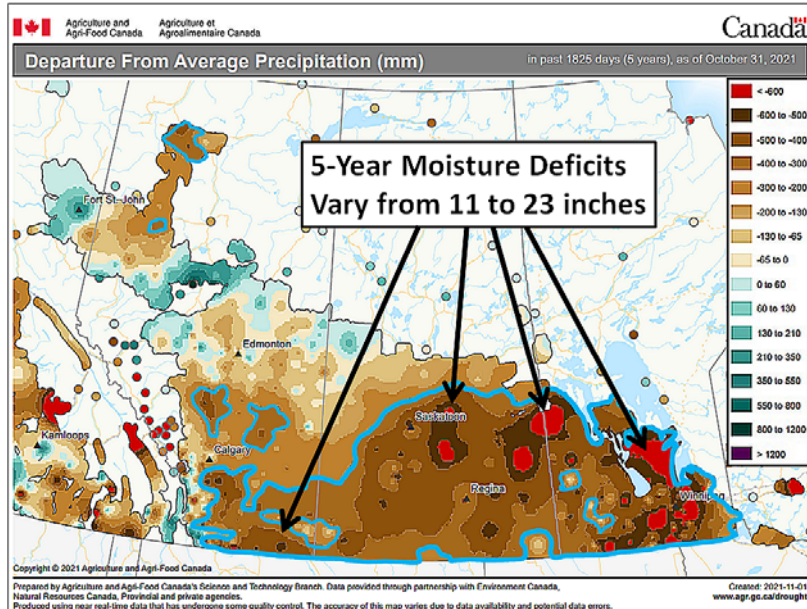 Agriculture and
Agri-Food Canada
Agriculture et
Agroalimentaire Canada
Canada
Departure From Average Precipitation (mm)
in past 1825 days (5 years), as of October 31, 2021
5-Year Moisture Deficits
Vary from 11 to 23 inches
< -600
-600 to -500
-500 to -400
-400 to -300
-300 to -200
-200 to -130
-130 to -65
-65 to 0
0 to 60
60 to 130
130 to 210
210 to 350
350 to 550
550 to 800
800 to 1200
> 1200
Fort St-John
Edmonton
Saskatoon
Kamloops
Calgary
Regina
Winnipeg
Copyright © 2021 Agriculture and Agri-Food Canada
Prepared by Agriculture and Agri-Food Canada's Science and Technology Branch. Data provided through partnership with Environment Canada,
Natural Resources Canada, Provincial and private agencies.
Produced using near real-time data that has undergone some quality control. The accuracy of this map varies due to data availability and potential data errors.
Created: 2021-11-01
www.agr.gc.ca/drought